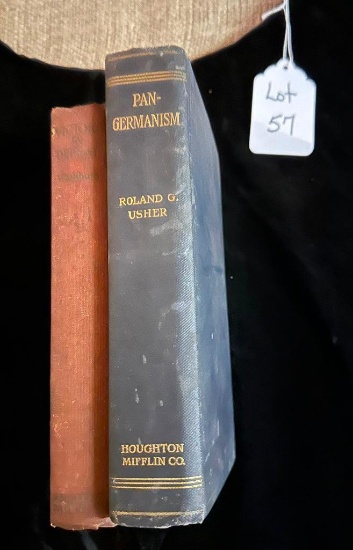 PAN-
GERMANISM
ROLAND G.
USHER
HOUGHTON
MIFFLIN CO.
Lot
57